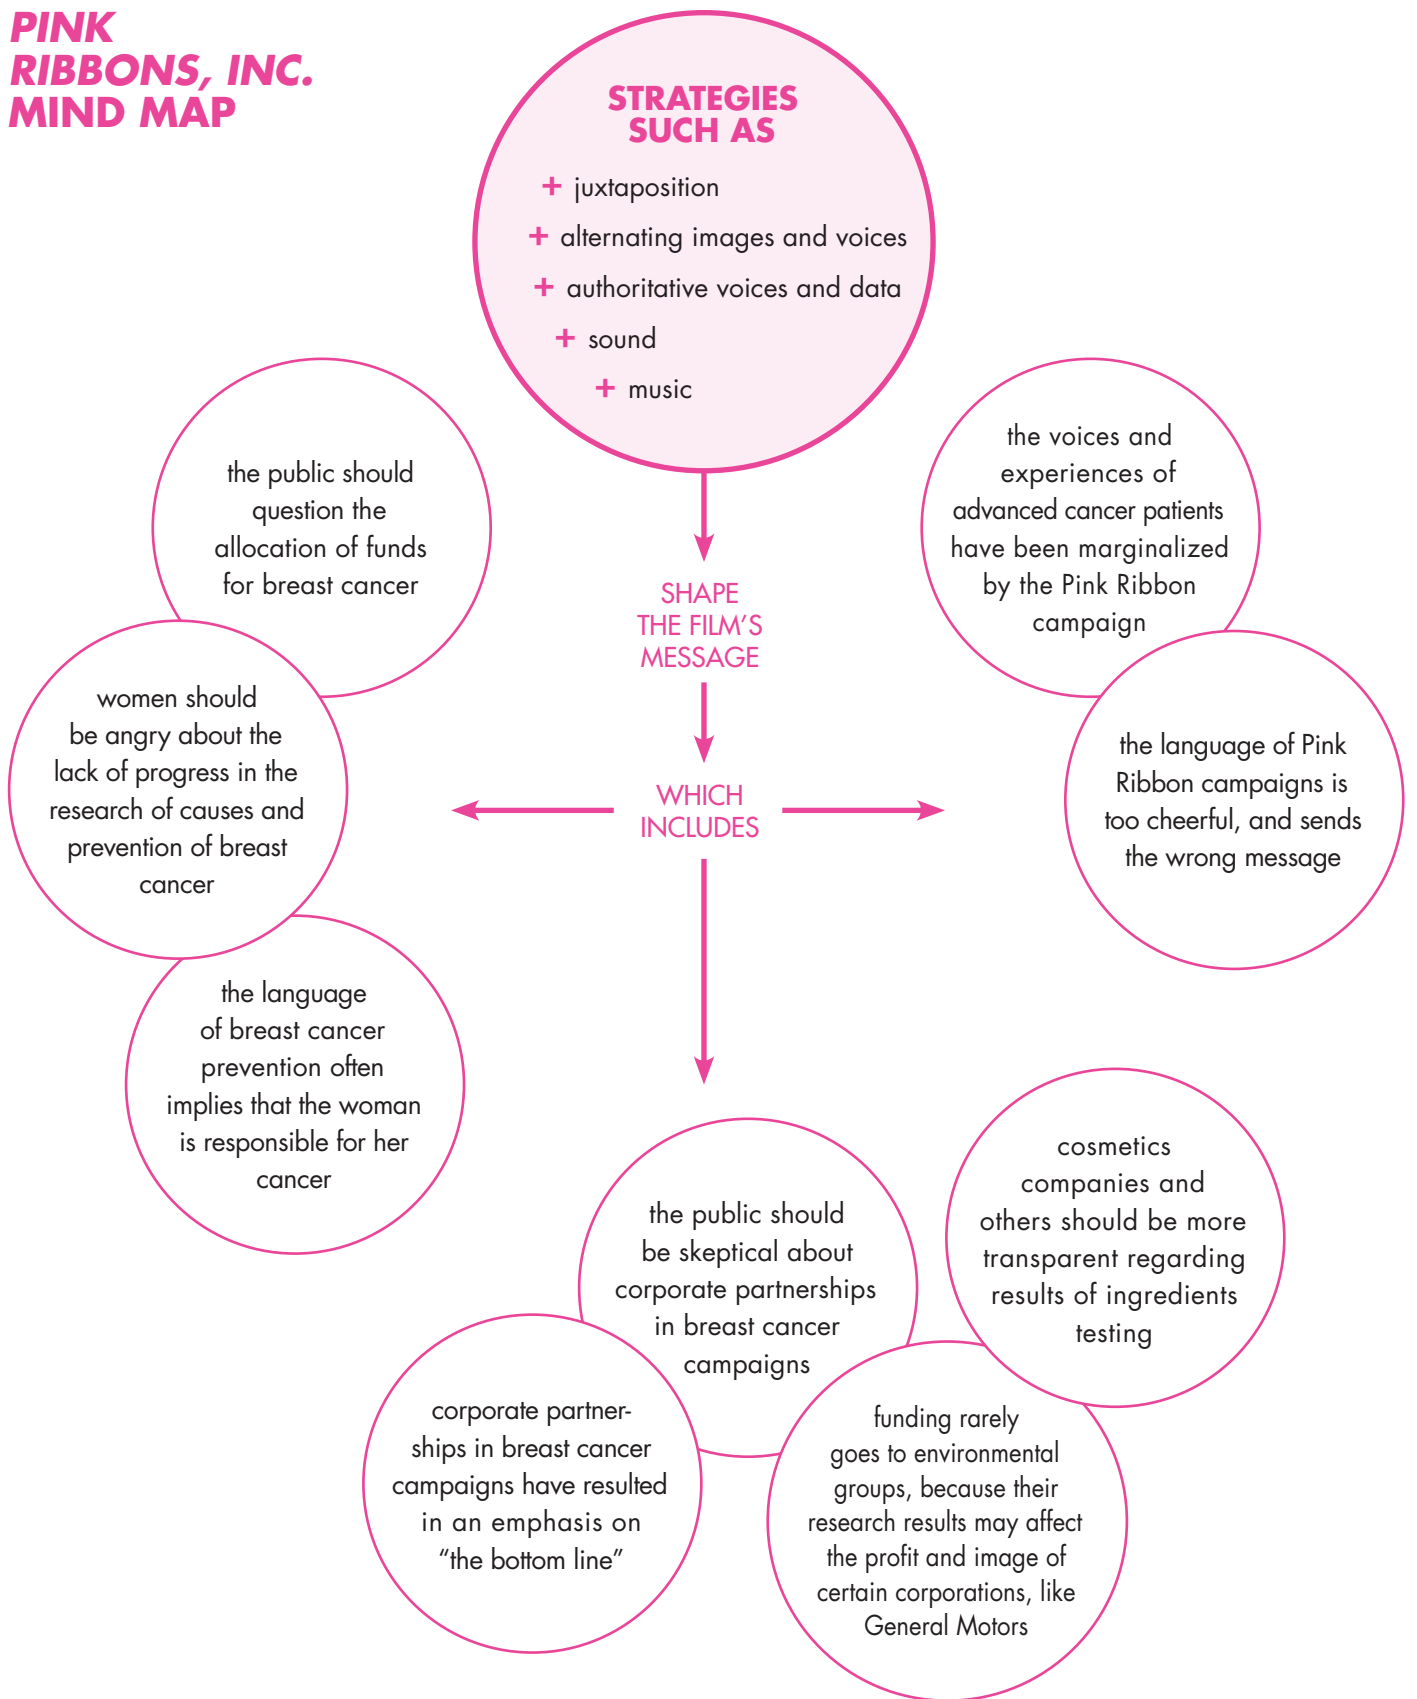 PINK
RIBBONS, INC.
MIND MAP
STRATEGIES
SUCH AS
+ juxtaposition
+ alternating images and voices
+ authoritative voices and data
+ sound
+ music
SHAPE
THE FILM’S
MESSAGE
WHICH
INCLUDES
the public should
question the
allocation of funds
for breast cancer
women should
be angry about the
lack of progress in the
research of causes and
prevention of breast
cancer
the language
of breast cancer
prevention often
implies that the woman
is responsible for her
cancer
the voices and
experiences of
advanced cancer patients
have been marginalized
by the Pink Ribbon
campaign
the language of Pink
Ribbon campaigns is
too cheerful, and sends
the wrong message
the public should
be skeptical about
corporate partnerships
in breast cancer
campaigns
corporate partner-
ships in breast cancer
campaigns have resulted
in an emphasis on
“the bottom line”
funding rarely
goes to environmental
groups, because their
research results may affect
the profit and image of
certain corporations, like
General Motors
cosmetics
companies and
others should be more
transparent regarding
results of ingredients
testing